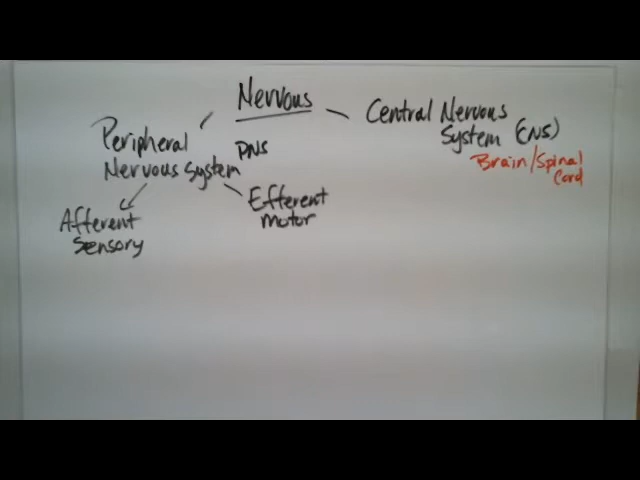 Nervous
Central Nervous
System (CNS)
Brain/Spinal
Cord
Peripheral
Nervous System
PNS
Afferent
Sensory
Efferent
motor